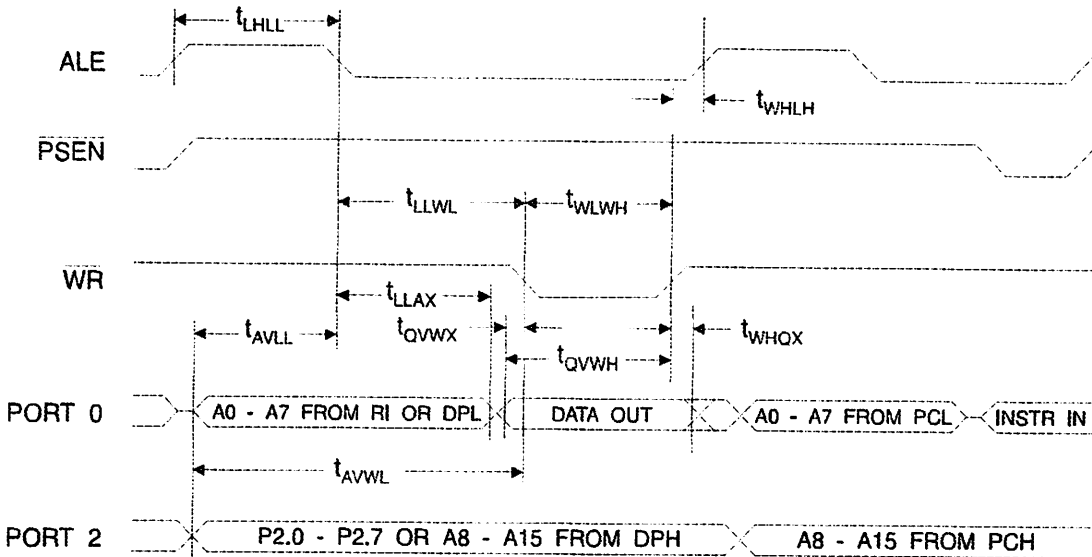 tLHLL
ALE
tWHLH
PSEN
tLLWL
tWLWH
WR
tLLAX
tAVLL
tQVWX
tWHQX
tQVWH
PORT 0
A0 - A7 FROM RI OR DPL
DATA OUT
A0 - A7 FROM PCL
INSTR IN
tAVWL
PORT 2
P2.0 - P2.7 OR A8 - A15 FROM DPH
A8 - A15 FROM PCH